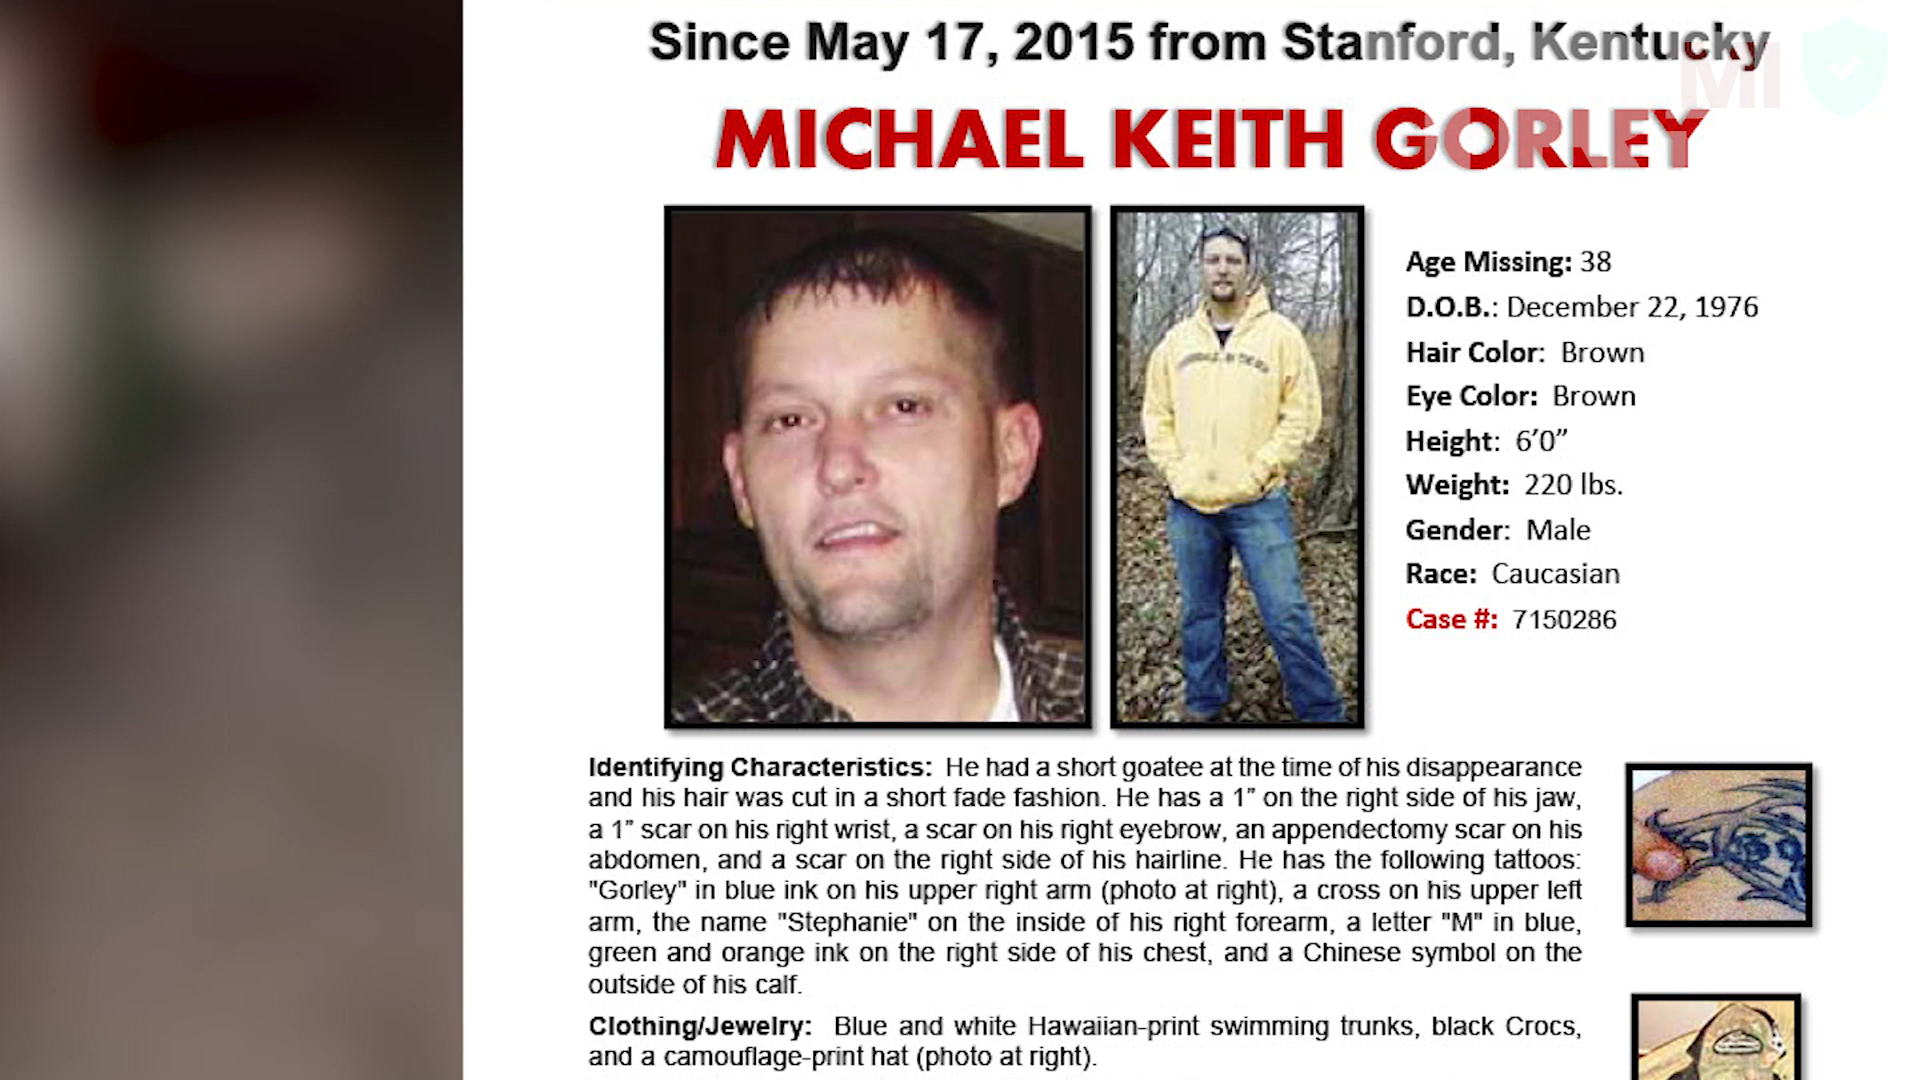 Since May 17, 2015 from Stanford, Kentucky
MI
MICHAEL KEITH GORLEY
Age Missing: 38
D.O.B.: December 22, 1976
Hair Color: Brown
Eye Color: Brown
Height: 6’0”
Weight: 220 lbs.
Gender: Male
Race: Caucasian
Case #: 7150286
Identifying Characteristics: He had a short goatee at the time of his disappearance
and his hair was cut in a short fade fashion. He has a 1” on the right side of his jaw,
a 1” scar on his right wrist, a scar on his right eyebrow, an appendectomy scar on his
abdomen, and a scar on the right side of his hairline. He has the following tattoos:
"Gorley" in blue ink on his upper right arm (photo at right), a cross on his upper left
arm, the name "Stephanie" on the inside of his right forearm, a letter "M" in blue,
green and orange ink on the right side of his chest, and a Chinese symbol on the
outside of his calf.
Clothing/Jewelry: Blue and white Hawaiian-print swimming trunks, black Crocs,
and a camouflage-print hat (photo at right).